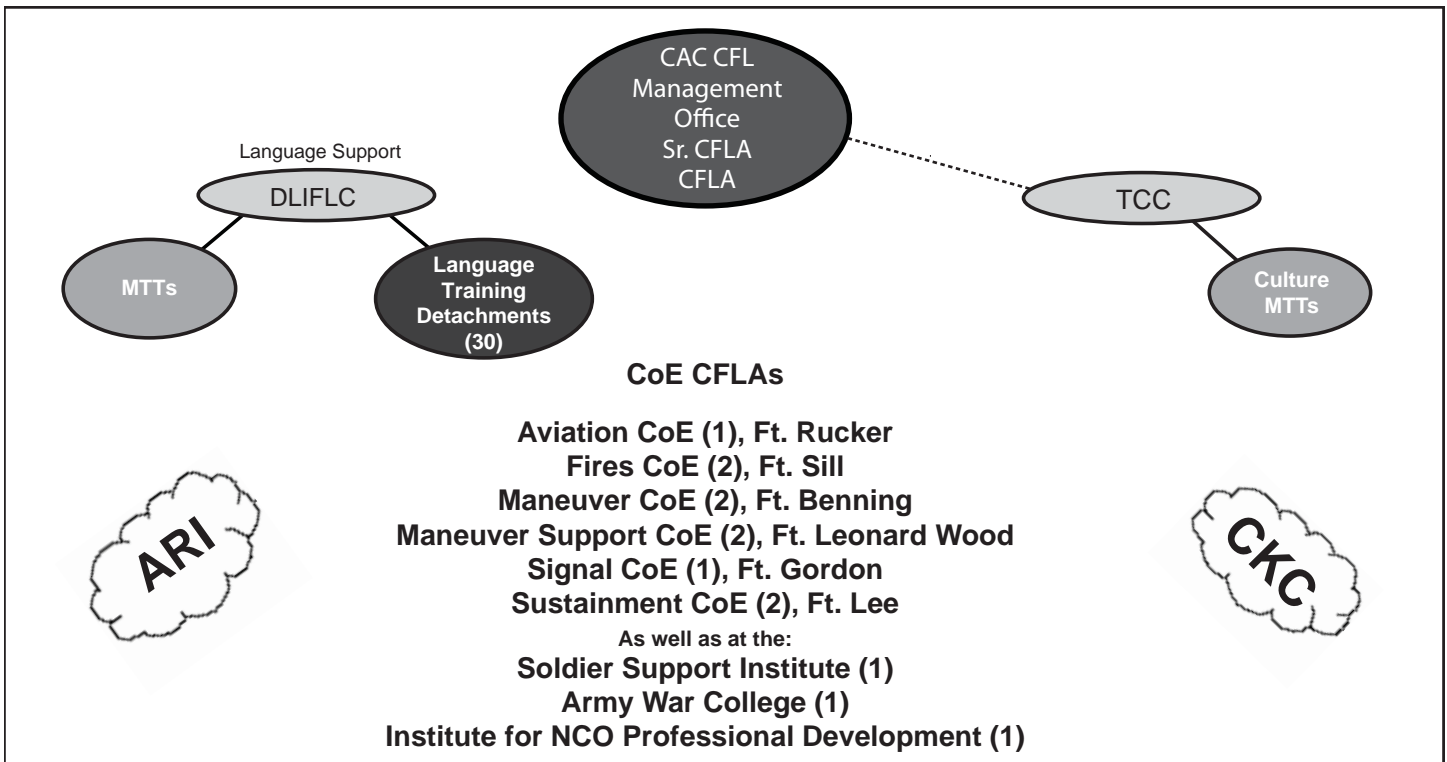 CAC CFL
Management
Office
Sr. CFLA
CFLA
Language Support
DLIFLC
TCC
MTTs
Language
Training
Detachments
(30)
Culture
MTTs
CoE CFLAs
Aviation CoE (1), Ft. Rucker
Fires CoE (2), Ft. Sill
Maneuver CoE (2), Ft. Benning
Maneuver Support CoE (2), Ft. Leonard Wood
Signal CoE (1), Ft. Gordon
Sustainment CoE (2), Ft. Lee
As well as at the:
Soldier Support Institute (1)
Army War College (1)
Institute for NCO Professional Development (1)
ARI
CKC